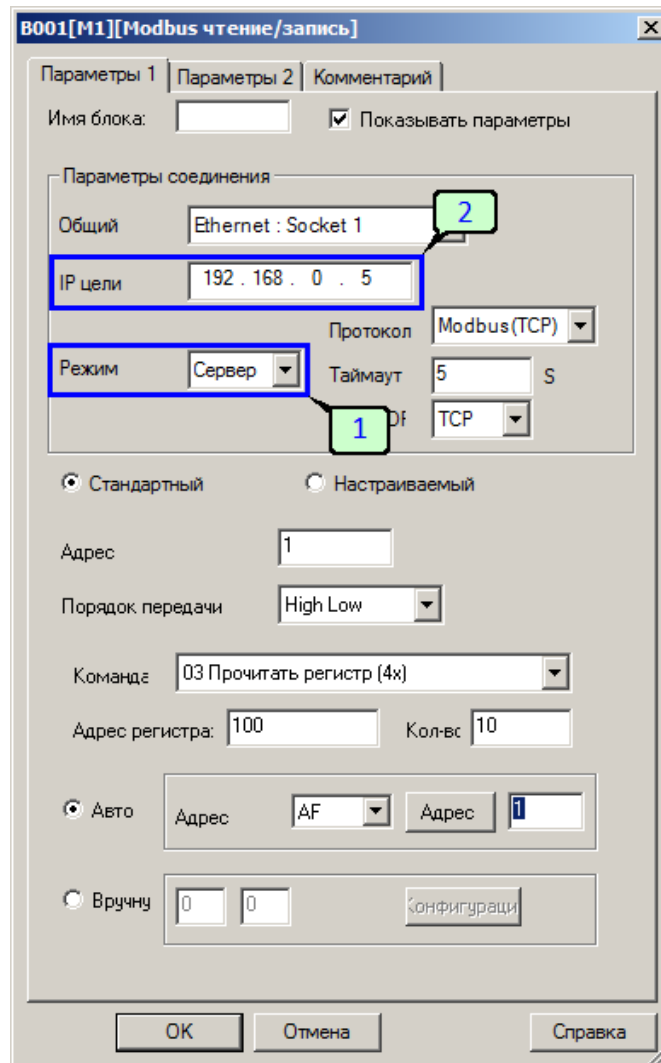 B001[M1][Modbus чтение/запись]
Параметры 1 Параметры 2 Комментарий
Имя блока: Показывать параметры
Параметры соединения
Общий Ethernet : Socket 1
2
IP цели 192 . 168 . 0 . 5
Протокол Modbus(TCP)
Режим Сервер Таймаут 5 S
1 TCP
Стандартный Настраиваемый
Адрес 1
Порядок передачи High Low
Команда 03 Прочитать регистр (4x)
Адрес регистра: 100 Кол-вс 10
Авто Адрес AF Адрес 1
Вручну 0 0 Конфигураци
OK Отмена Справка